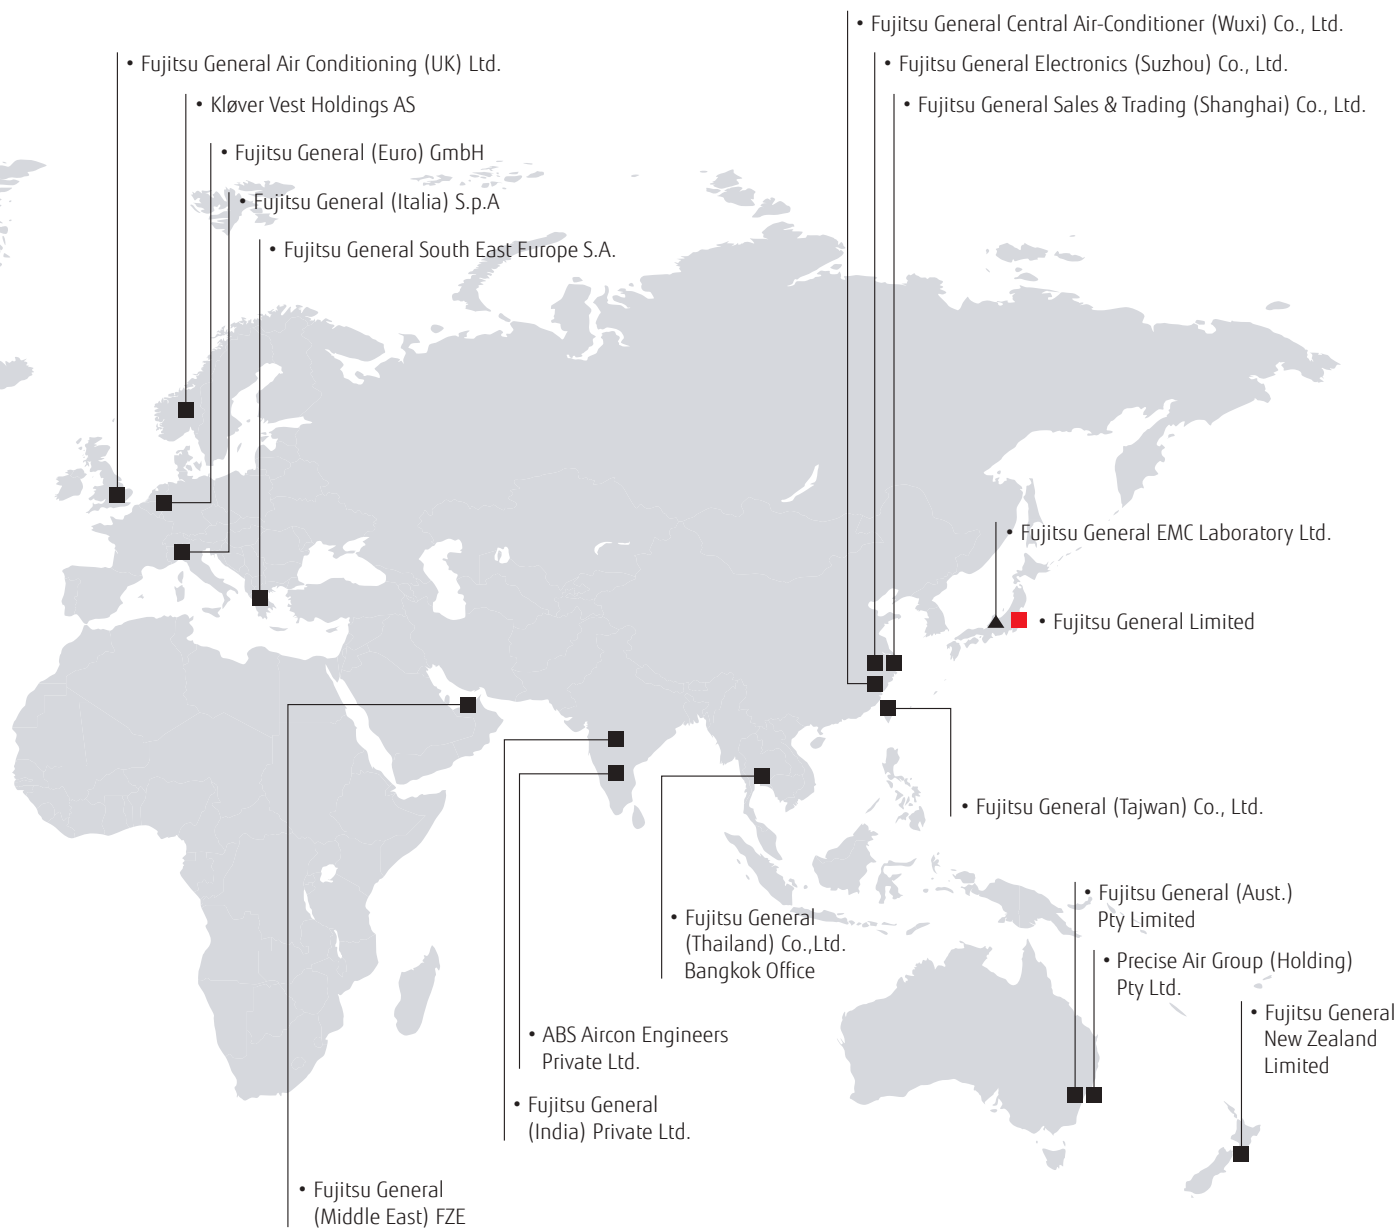 • Fujitsu General Central Air-Conditioner (Wuxi) Co., Ltd.
• Fujitsu General Air Conditioning (UK) Ltd.
• Fujitsu General Electronics (Suzhou) Co., Ltd.
• Kløver Vest Holdings AS
• Fujitsu General Sales & Trading (Shanghai) Co., Ltd.
• Fujitsu General (Euro) GmbH
• Fujitsu General (Italia) S.p.A
• Fujitsu General South East Europe S.A.
• Fujitsu General EMC Laboratory Ltd.
• Fujitsu General Limited
• Fujitsu General (Tajwan) Co., Ltd.
• Fujitsu General (Aust.)
Pty Limited
• Fujitsu General
(Thailand) Co.,Ltd.
Bangkok Office
• Precise Air Group (Holding)
Pty Ltd.
• Fujitsu General
New Zealand
Limited
• ABS Aircon Engineers
Private Ltd.
• Fujitsu General
(India) Private Ltd.
• Fujitsu General
(Middle East) FZE